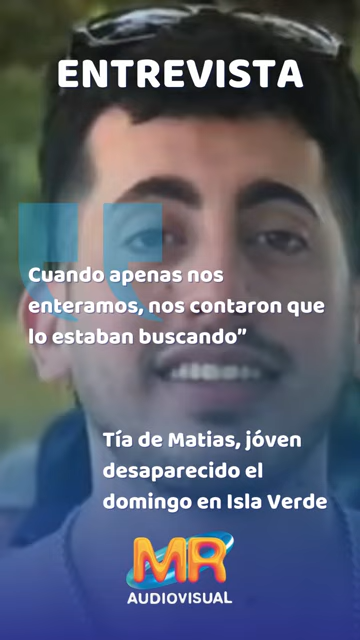 ENTREVISTA
Cuando apenas nos
enteramos, nos contaron que
lo estaban buscando”
Tía de Matias, jóven
desaparecido el
domingo en Isla Verde
MR
AUDIOVISUAL